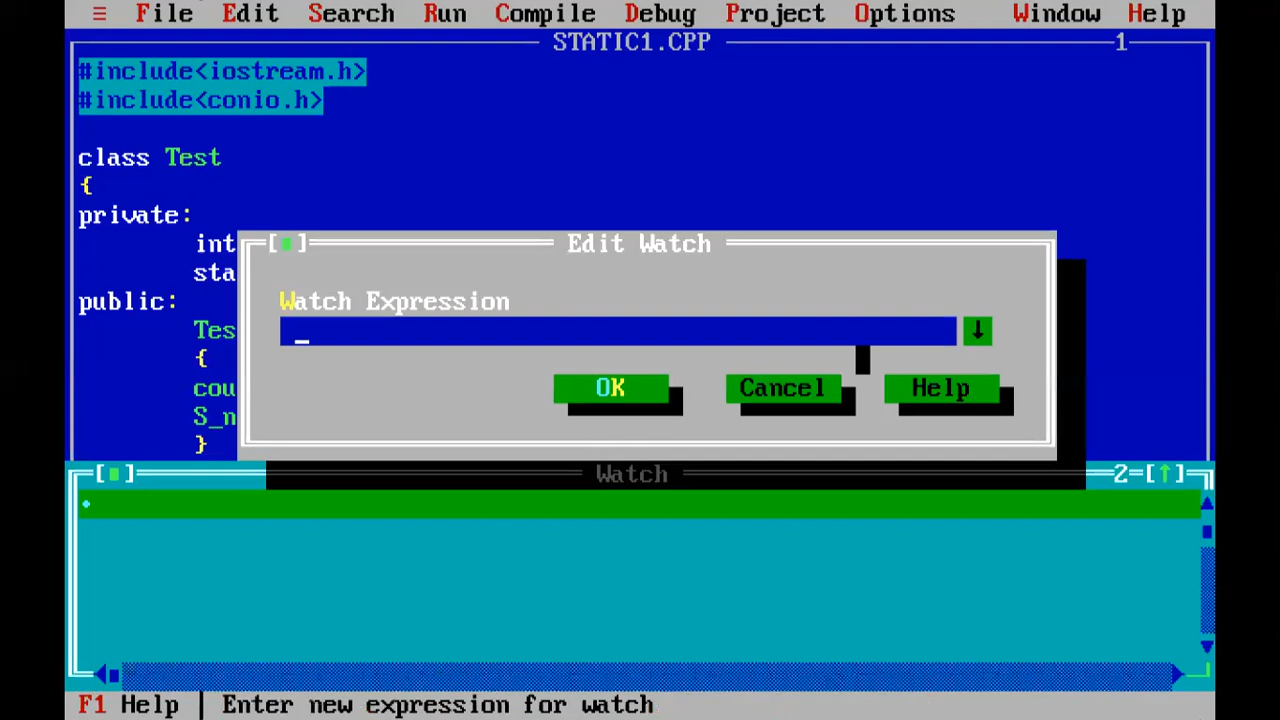 ≡ File Edit Search Run Compile Debug Project Options Window Help
STATIC1.CPP 1
#include<iostream.h>
#include<conio.h>
class Test
{
private:
int
sta
public:
Tes
{
cou
S_n
}
[■] Edit Watch
Watch Expression
_ ↓
OK Cancel Help
[■] Watch 2=[↑]
•
F1 Help │ Enter new expression for watch